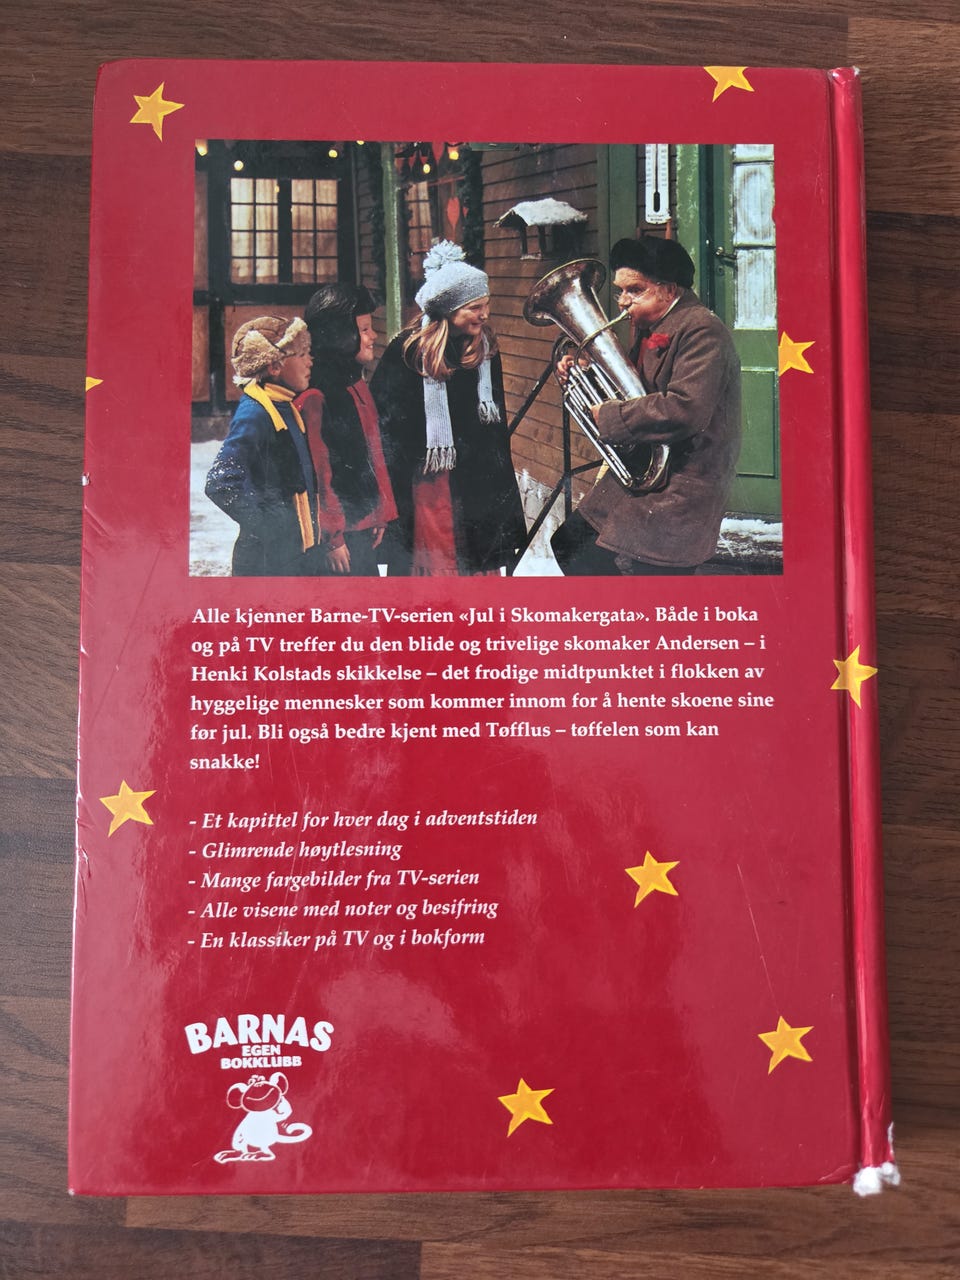 Alle kjenner Barne-TV-serien «Jul i Skomakergata». Både i boka
og på TV treffer du den blide og trivelige skomaker Andersen – i
Henki Kolstads skikkelse – det frodige midtpunktet i flokken av
hyggelige mennesker som kommer innom for å hente skoene sine
før jul. Bli også bedre kjent med Tøfflus – tøffelen som kan
snakke!
- Et kapittel for hver dag i adventstiden
- Glimrende høytlesning
- Mange fargebilder fra TV-serien
- Alle visene med noter og besifring
- En klassiker på TV og i bokform
BARNAS
EGEN
BOKKLUBB